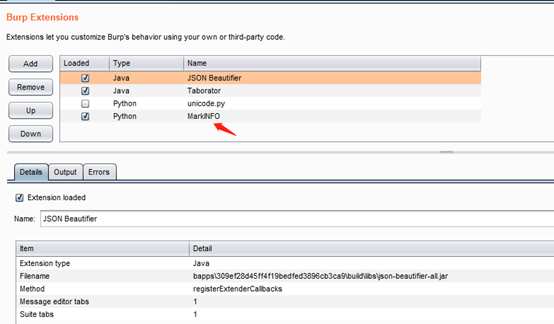 Burp Extensions
Extensions let you customize Burp's behavior using your own or third-party code.
Add
Remove
Up
Down
Loaded Type Name
Java JSON Beautifier
Java Taborator
Python unicode.py
Python MarkINFO
Details Output Errors
Extension loaded
Name: JSON Beautifier
Item Detail
Extension type Java
Filename bapps\309ef28d45ff4f19bedfed3896cb3ca9\build\libs\json-beautifier-all.jar
Method registerExtenderCallbacks
Message editor tabs 1
Suite tabs 1